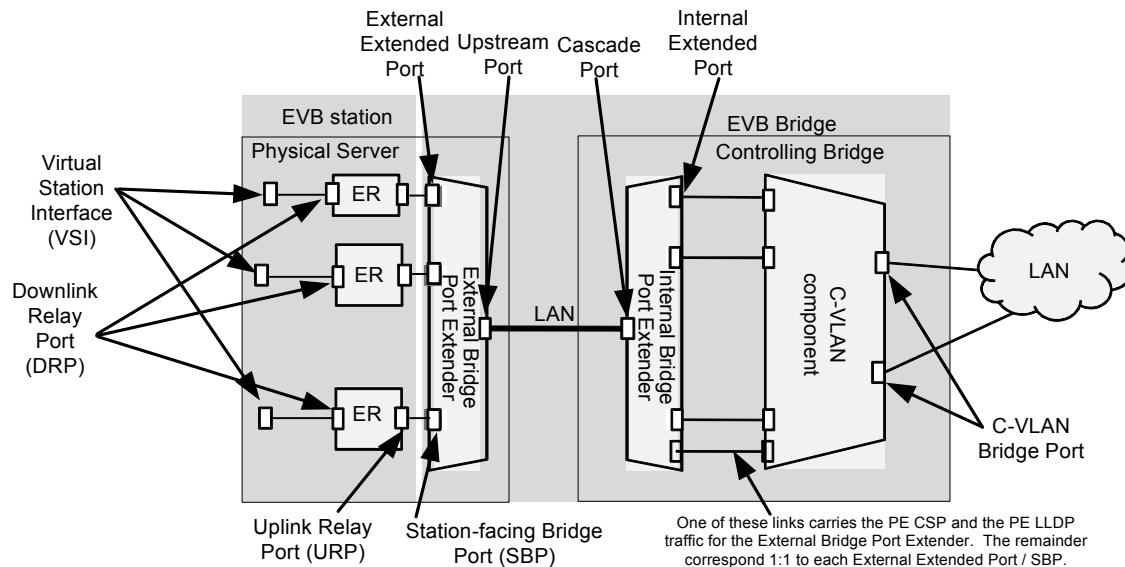 External
Extended
Port
Upstream
Port
Cascade
Port
Internal
Extended
Port
EVB station
EVB Bridge
Physical Server
Controlling Bridge
Virtual
Station
Interface
(VSI)
Downlink
Relay
Port
(DRP)
ER
ER
ER
External Bridge
Port Extender
LAN
Internal Bridge
Port Extender
C-VLAN
component
LAN
C-VLAN
Bridge Port
Uplink Relay
Port (URP)
Station-facing Bridge
Port (SBP)
One of these links carries the PE CSP and the PE LLDP
traffic for the External Bridge Port Extender. The remainder
correspond 1:1 to each External Extended Port / SBP.